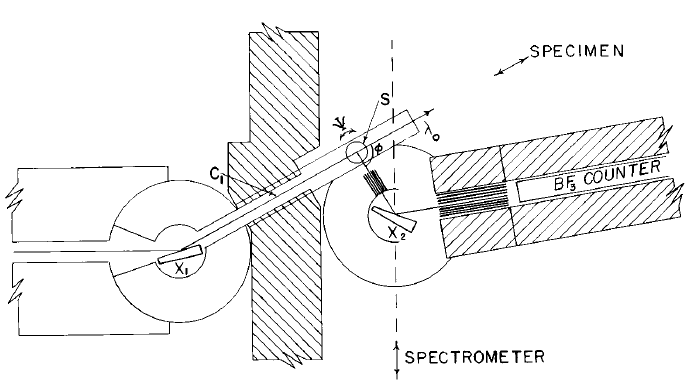 SPECIMEN
S
ψ
λ₀
φ
C₁
BF₃ COUNTER
X₂
X₁
SPECTROMETER